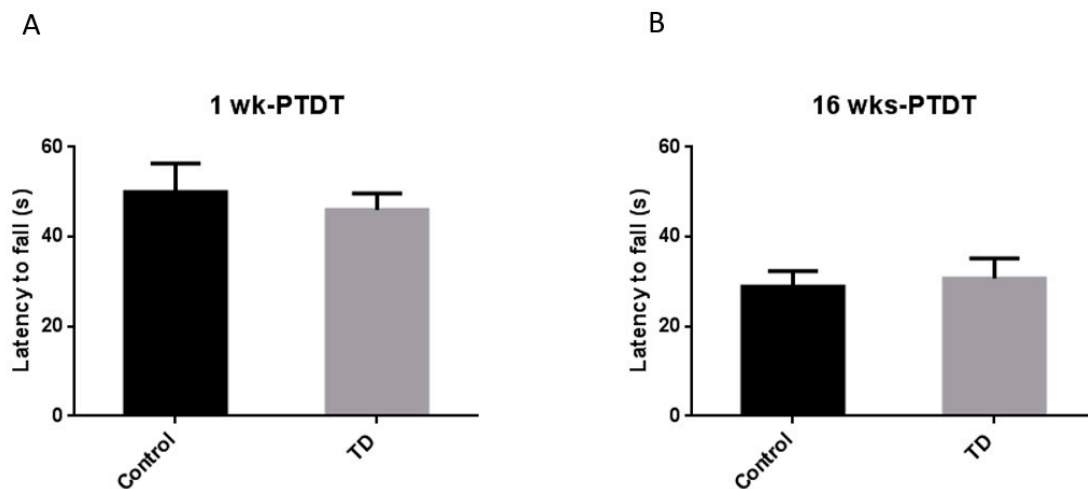 A
1 wk-PTDT
Latency to fall (s)
60
40
20
0
Control
TD
B
16 wks-PTDT
Latency to fall (s)
60
40
20
0
Control
TD